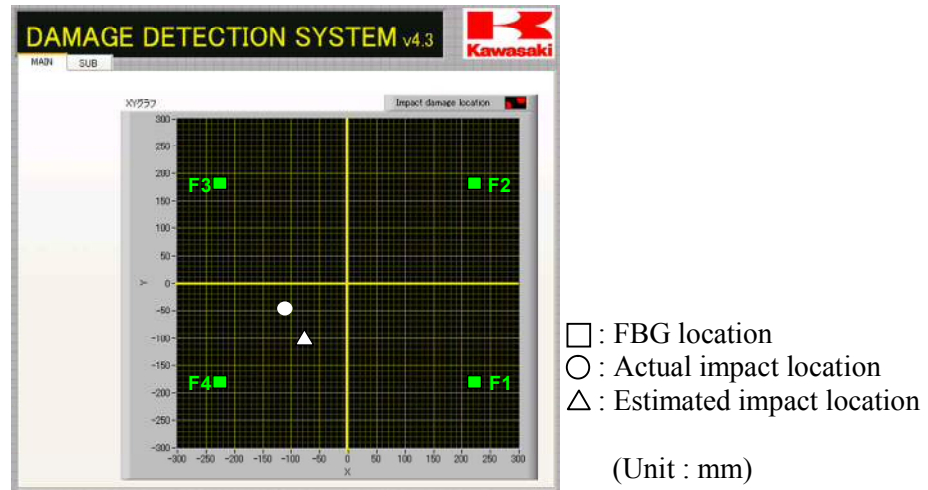 DAMAGE DETECTION SYSTEM v4.3
Kawasaki
MAIN SUB
XYグラフ
Impact damage location
300
250
200
F3 F2
150
100
50
Y 0
-50
-100
-150
F4 F1
-200
-250
-300
-300 -250 -200 -150 -100 -50 0 50 100 150 200 250 300
X
: FBG location
: Actual impact location
: Estimated impact location
(Unit : mm)